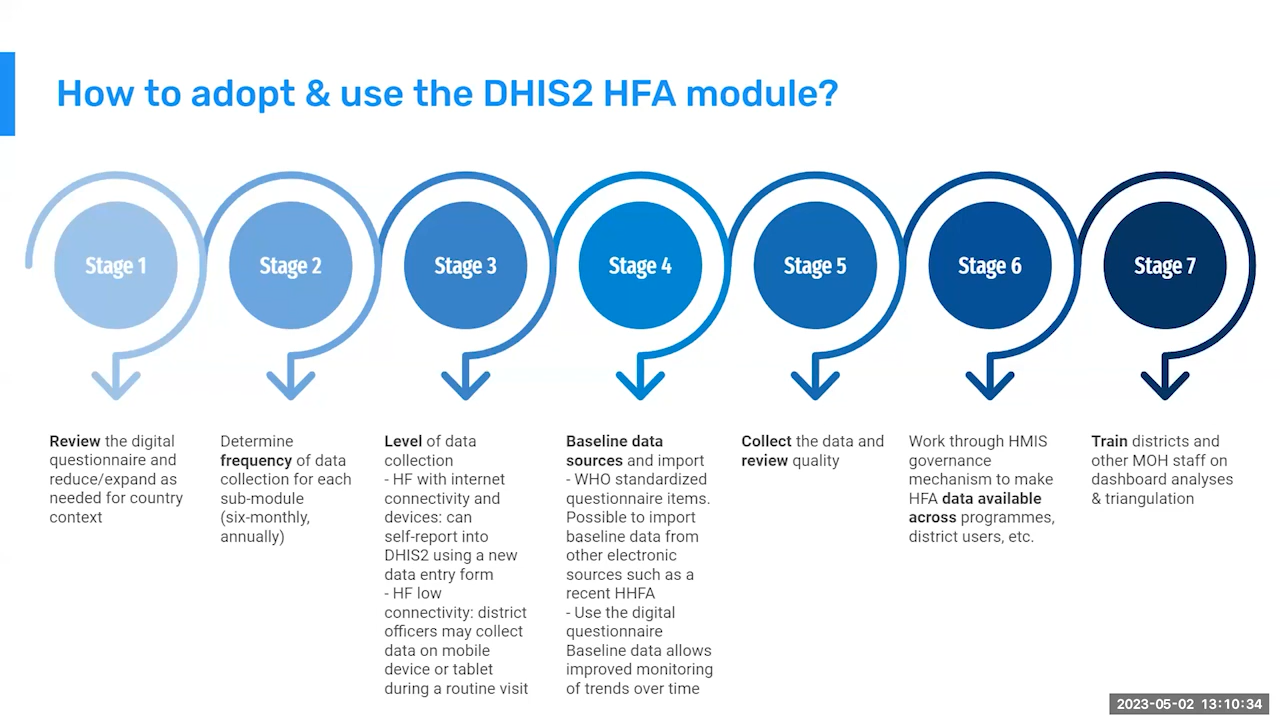 How to adopt & use the DHIS2 HFA module?
Stage 1
Stage 2
Stage 3
Stage 4
Stage 5
Stage 6
Stage 7
Review the digital
questionnaire and
reduce/expand as
needed for country
context
Determine
frequency of data
collection for each
sub-module
(six-monthly,
annually)
Level of data
collection
- HF with internet
connectivity and
devices: can
self-report into
DHIS2 using a new
data entry form
- HF low
connectivity: district
officers may collect
data on mobile
device or tablet
during a routine visit
Baseline data
sources and import
- WHO standardized
questionnaire items.
Possible to import
baseline data from
other electronic
sources such as a
recent HHFA
- Use the digital
questionnaire
Baseline data allows
improved monitoring
of trends over time
Collect the data and
review quality
Work through HMIS
governance
mechanism to make
HFA data available
across programmes,
district users, etc.
Train districts and
other MOH staff on
dashboard analyses
& triangulation
2023-05-02 13:10:34